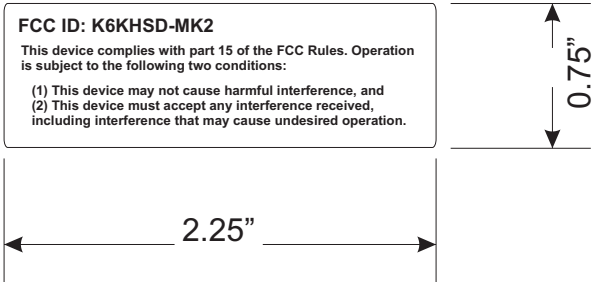 FCC ID: K6KHSD-MK2
This device complies with part 15 of the FCC Rules. Operation
is subject to the following two conditions:
(1) This device may not cause harmful interference, and
(2) This device must accept any interference received,
including interference that may cause undesired operation.
0.75”
2.25”